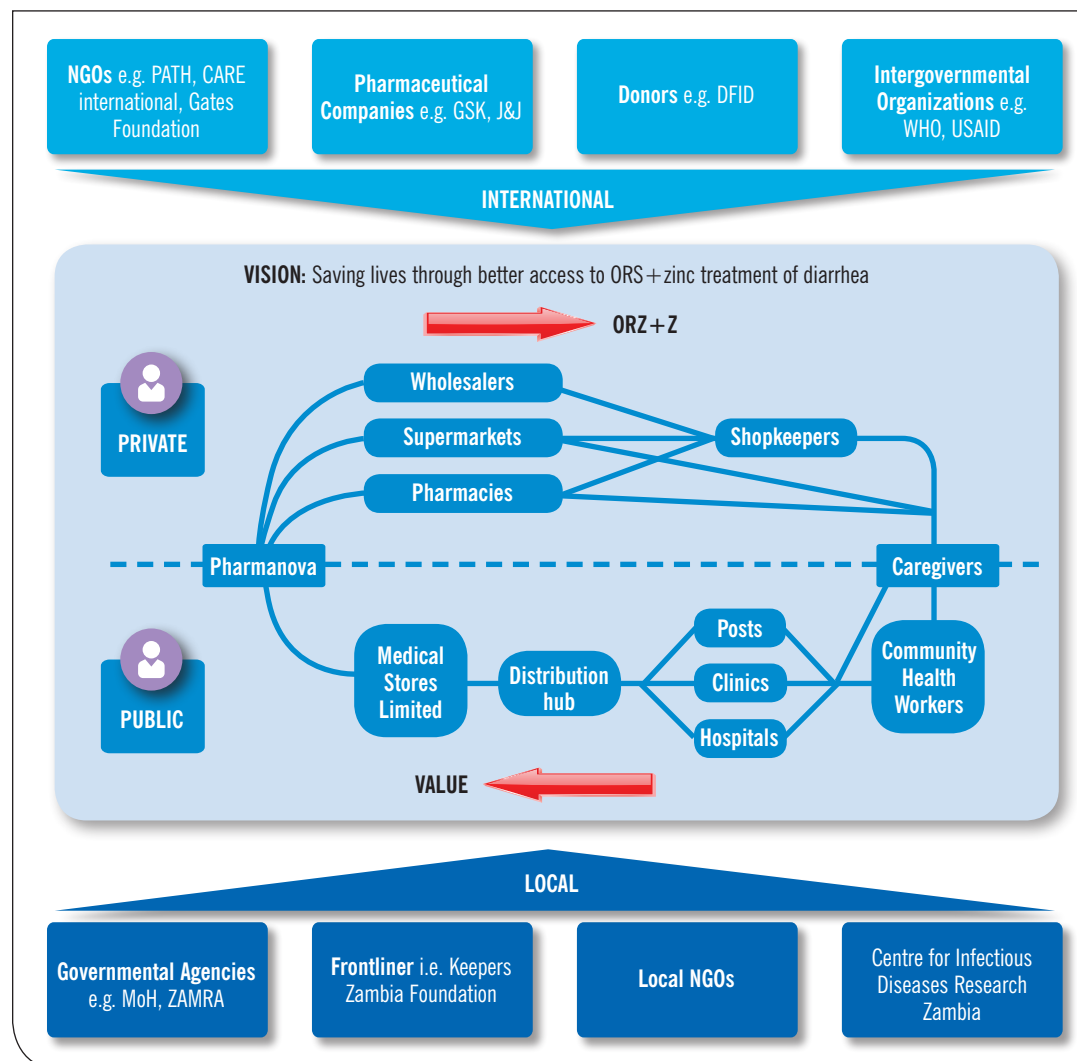 NGOs e.g. PATH, CARE
international, Gates
Foundation
Pharmaceutical
Companies e.g. GSK, J&J
Donors e.g. DFID
Intergovernmental
Organizations e.g.
WHO, USAID
INTERNATIONAL
VISION: Saving lives through better access to ORS+zinc treatment of diarrhea
ORZ+Z
PRIVATE
Wholesalers
Supermarkets
Shopkeepers
Pharmacies
Pharmanova
Caregivers
PUBLIC
Medical
Stores
Limited
Distribution
hub
Posts
Clinics
Hospitals
Community
Health
Workers
VALUE
LOCAL
Governmental Agencies
e.g. MoH, ZAMRA
Frontliner i.e. Keepers
Zambia Foundation
Local NGOs
Centre for Infectious
Diseases Research
Zambia